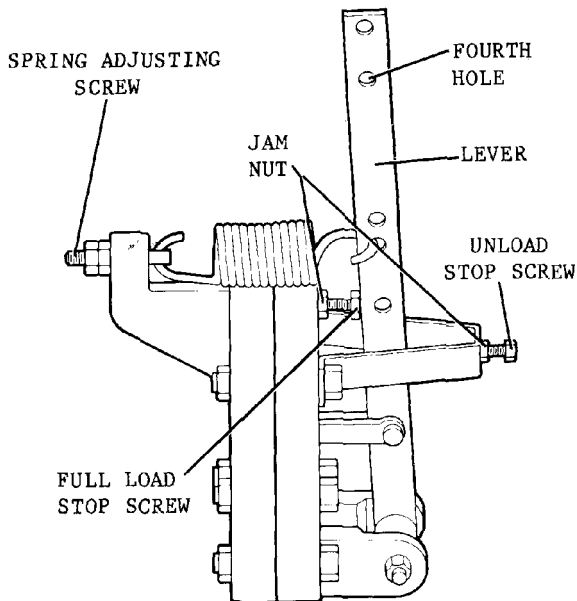 SPRING ADJUSTING
SCREW
FOURTH
HOLE
JAM
NUT
LEVER
UNLOAD
STOP SCREW
FULL LOAD
STOP SCREW